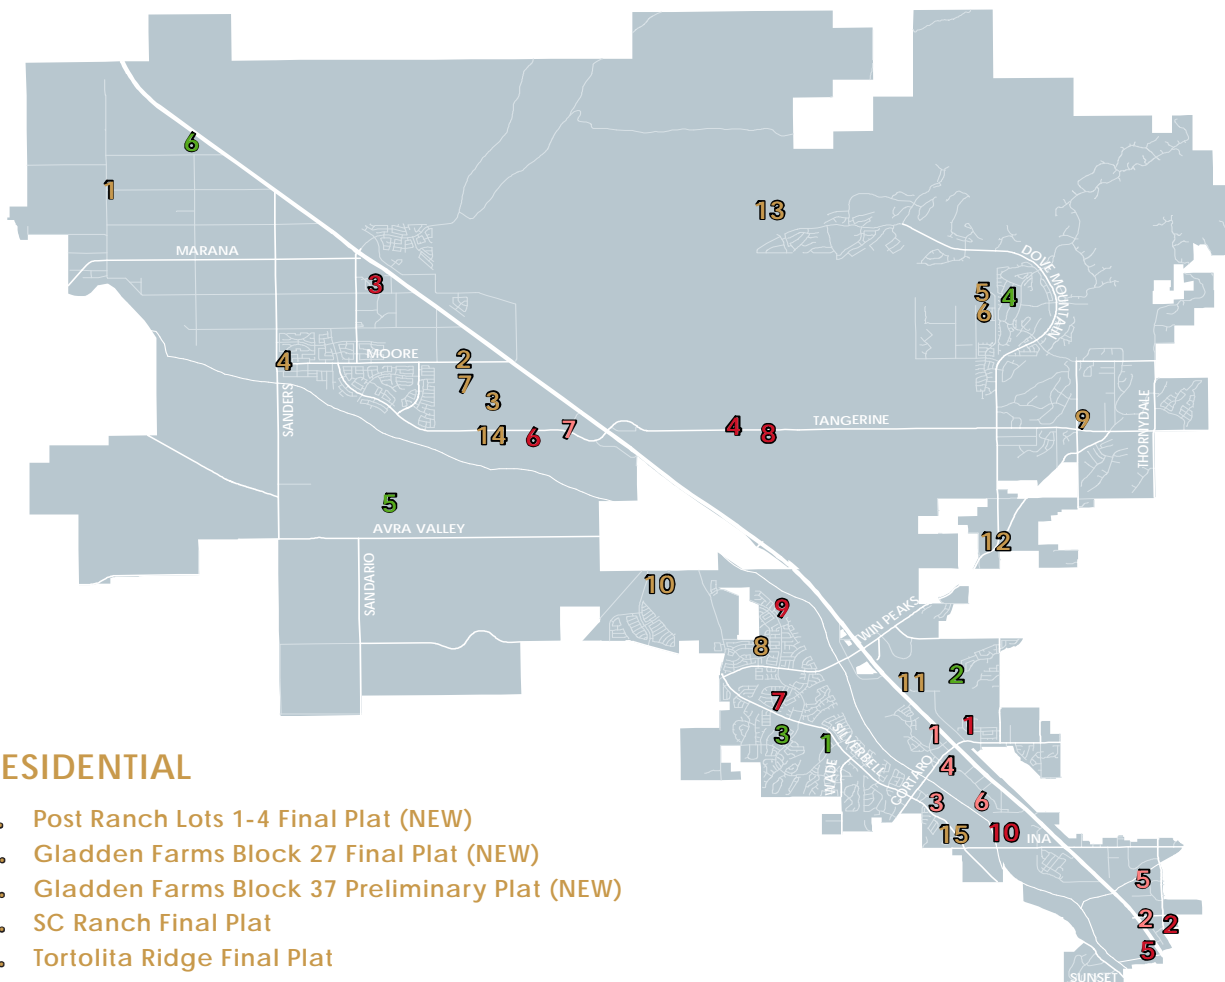 6
1
13
MARANA
DOVE MOUNTAIN
3
5
4
6
4
MOORE
2
7
3
SANDERS
14
6
7
4
8
TANGERINE
9
THORNYDALE
5
AVRA VALLEY
12
SANDARIO
10
9
WIN PEAKS
8
11
2
7
3
1
SILVERBELL
WADE
1
1
4
CORTARO
3
6
15
10
INA
5
2
2
5
SUNSET
ESIDENTIAL
. Post Ranch Lots 1-4 Final Plat (NEW)
. Gladden Farms Block 27 Final Plat (NEW)
. Gladden Farms Block 37 Preliminary Plat (NEW)
. SC Ranch Final Plat
. Tortolita Ridge Final Plat